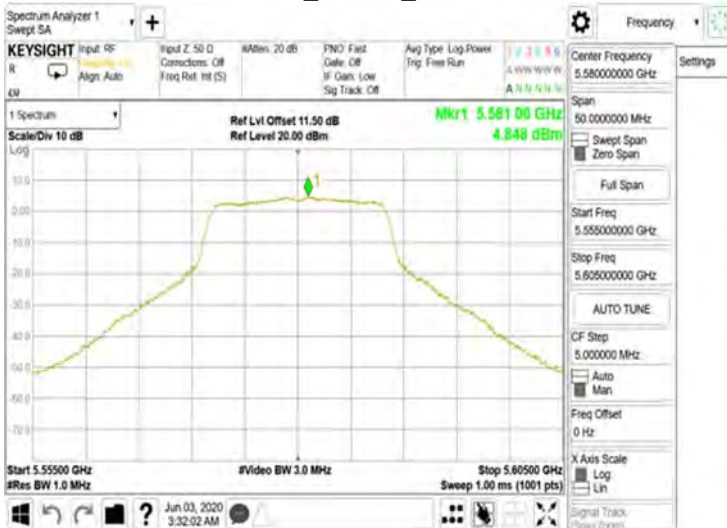 Spectrum Analyzer 1
Swept SA
Frequency
KEYSIGHT
Input: RF
Align: Auto
Input Z: 50 Ω
Corrections: Off
Freq Ref: Int (S)
#Atten: 20 dB
PNO: Fast
Gate: Off
IF Gain: Low
Sig Track: Off
Avg Type: Log-Power
Trig: Free Run
1 2 3 4 5 6
A W W W W W
A N N N N N
Center Frequency
5.580000000 GHz
Settings
1 Spectrum
Scale/Div 10 dB
Log
Ref Lvl Offset 11.50 dB
Ref Level 20.00 dBm
Mkr1 5.581 00 GHz
4.848 dBm
Span
50.0000000 MHz
Swept Span
Zero Span
Full Span
Start Freq
5.555000000 GHz
Stop Freq
5.605000000 GHz
AUTO TUNE
CF Step
5.000000 MHz
Auto
Man
Freq Offset
0 Hz
X Axis Scale
Log
Lin
Signal Track
10.0
0.00
-10.0
-20.0
-30.0
-40.0
-50.0
-60.0
-70.0
1
Start 5.55500 GHz
#Res BW 1.0 MHz
#Video BW 3.0 MHz
Stop 5.60500 GHz
Sweep 1.00 ms (1001 pts)
?
Jun 03, 2020
3:32:02 AM